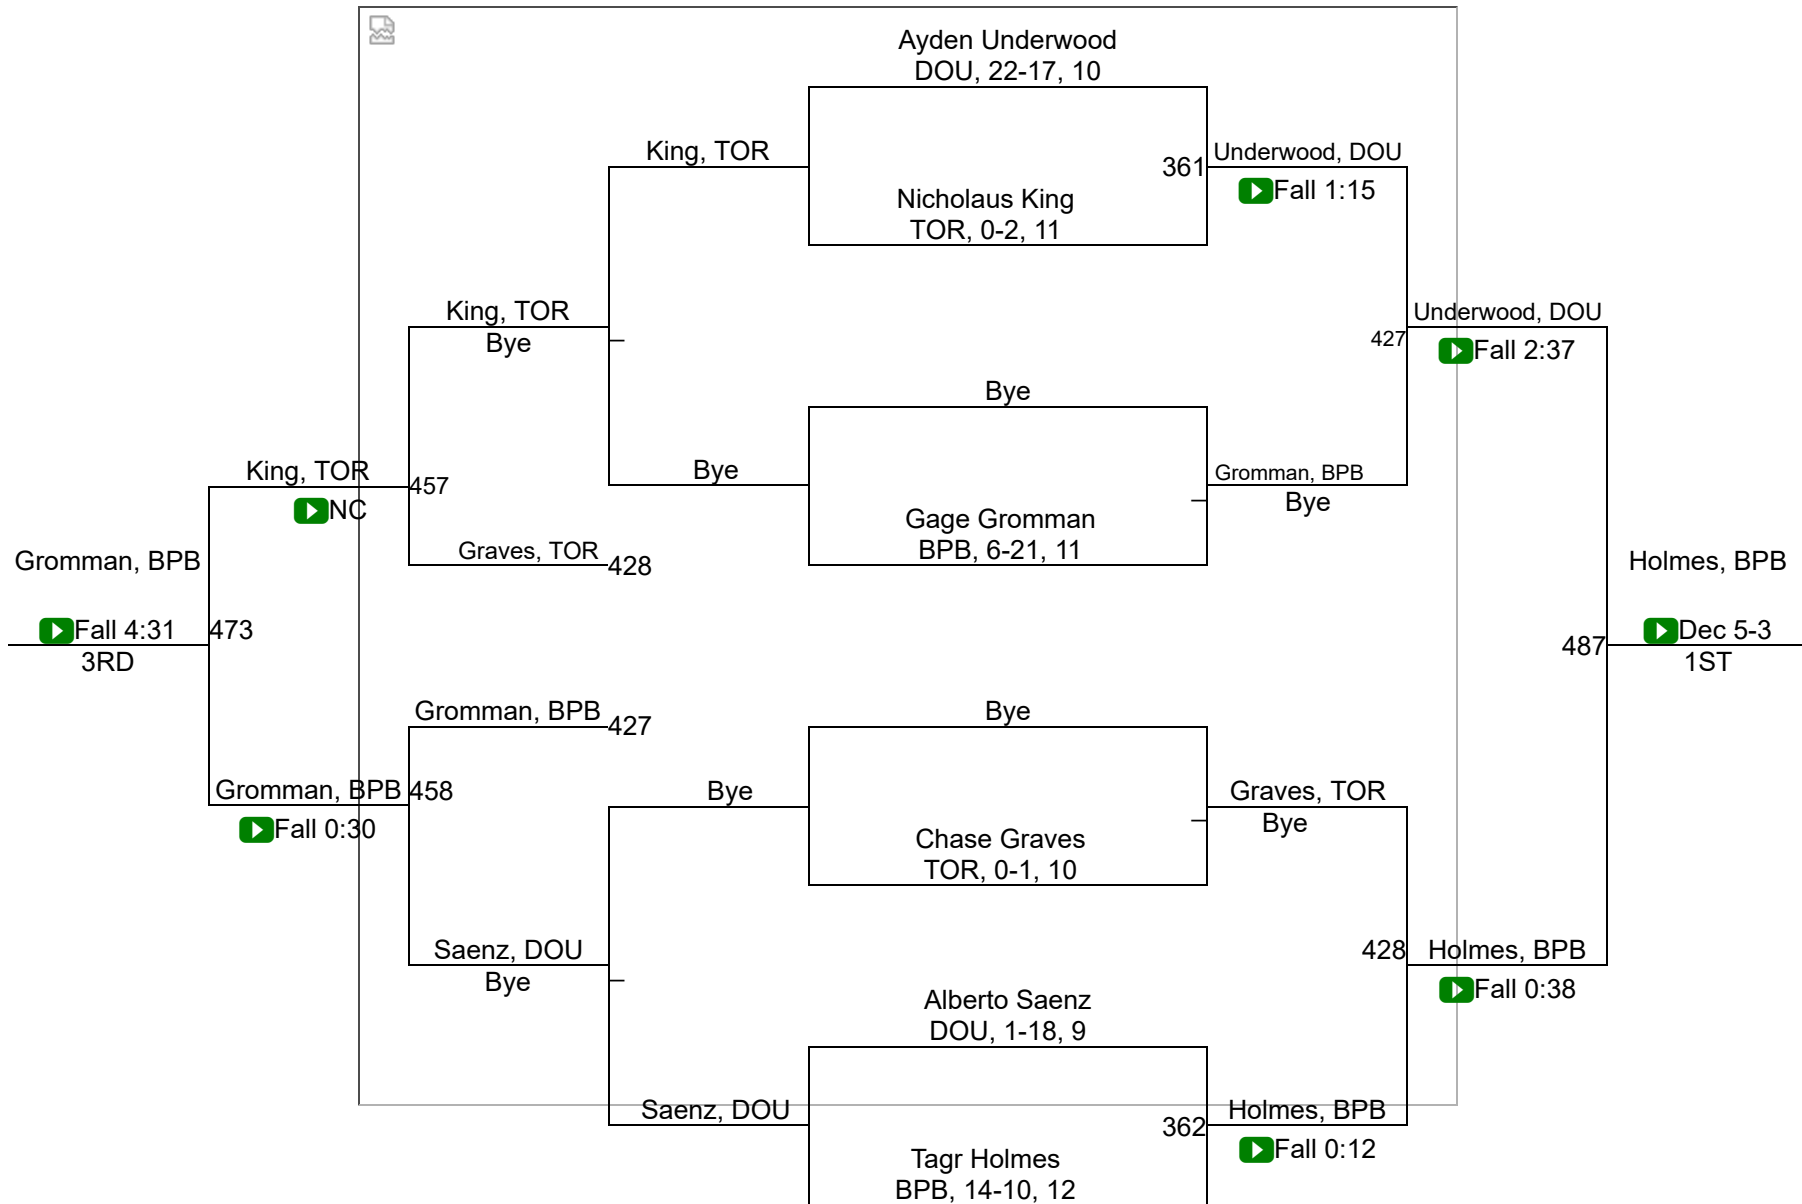 Ayden Underwood
DOU, 22-17, 10
King, TOR
361
Underwood, DOU
Fall 1:15
Nicholaus King
TOR, 0-2, 11
King, TOR
Bye
427
Underwood, DOU
Fall 2:37
Bye
King, TOR
NC
457
Bye
Gromman, BPB
Bye
Gage Gromman
BPB, 6-21, 11
Graves, TOR
428
Gromman, BPB
Fall 4:31
3RD
473
Holmes, BPB
487
Dec 5-3
1ST
Gromman, BPB
427
Bye
Gromman, BPB
458
Fall 0:30
Bye
Graves, TOR
Bye
Chase Graves
TOR, 0-1, 10
Saenz, DOU
Bye
428
Holmes, BPB
Fall 0:38
Alberto Saenz
DOU, 1-18, 9
Saenz, DOU
362
Holmes, BPB
Fall 0:12
Tagr Holmes
BPB, 14-10, 12